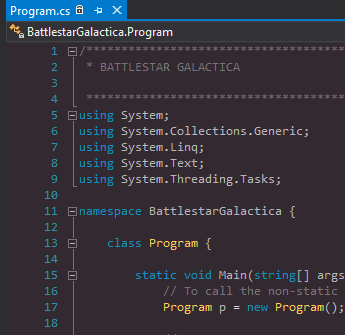 Program.cs
BattlestarGalactica.Program
1 /************************************
2 * BATTLESTAR GALACTICA
3
4 ************************************
5 using System;
6 using System.Collections.Generic;
7 using System.Linq;
8 using System.Text;
9 using System.Threading.Tasks;
10
11 namespace BattlestarGalactica {
12
13 class Program {
14
15 static void Main(string[] args
16 // To call the non-static
17 Program p = new Program();
18